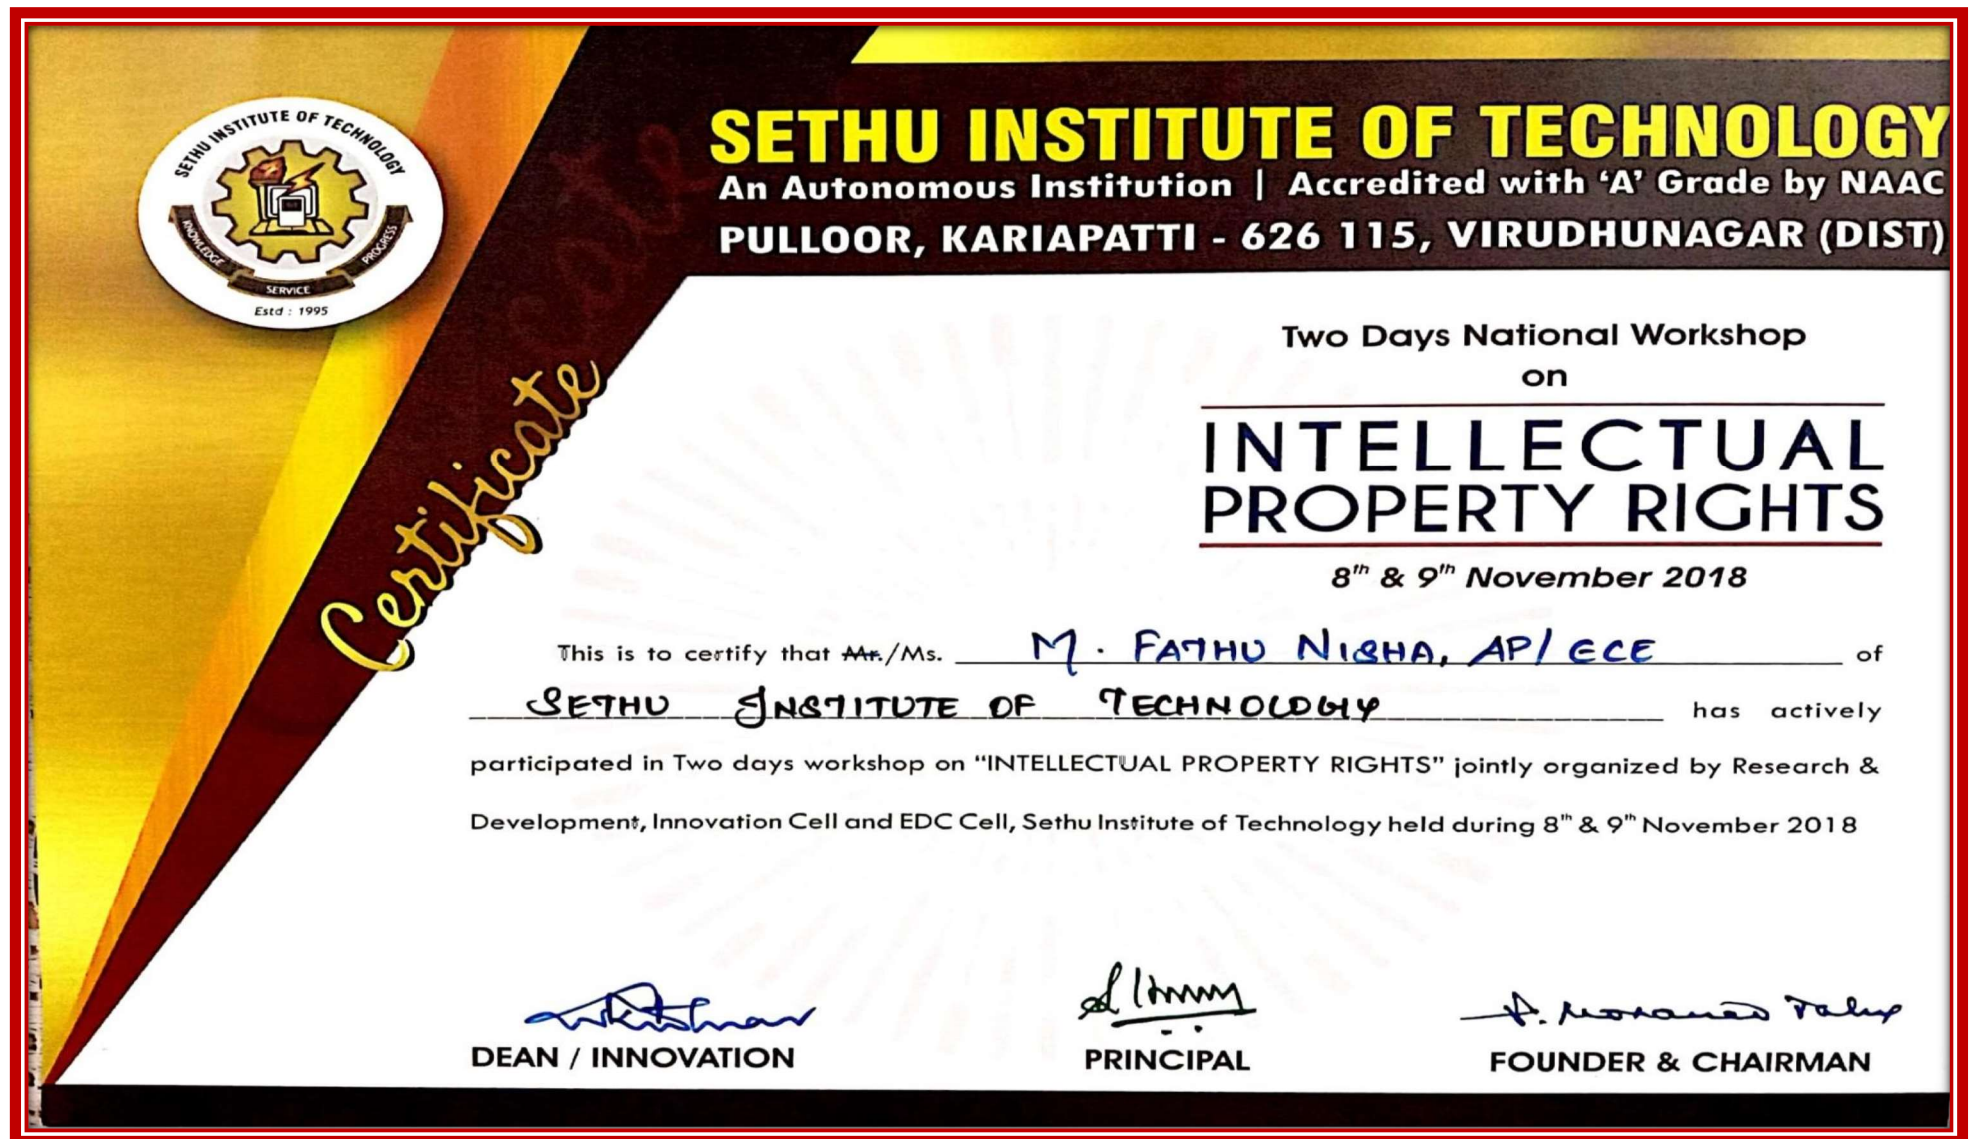 SETHU INSTITUTE OF TECHNOLOGY
KNOWLEDGE
SERVICE
PROGRESS
Estd : 1995
SETHU INSTITUTE OF TECHNOLOGY
An Autonomous Institution | Accredited with ‘A’ Grade by NAAC
PULLOOR, KARIAPATTI - 626 115, VIRUDHUNAGAR (DIST)
Certificate
Two Days National Workshop
on
INTELLECTUAL
PROPERTY RIGHTS
8th & 9th November 2018
This is to certify that Mr./Ms. M. FATHU NISHA, AP/ ECE of
SETHU INSTITUTE OF TECHNOLOGY has actively
participated in Two days workshop on “INTELLECTUAL PROPERTY RIGHTS” jointly organized by Research &
Development, Innovation Cell and EDC Cell, Sethu Institute of Technology held during 8th & 9th November 2018
DEAN / INNOVATION
PRINCIPAL
FOUNDER & CHAIRMAN